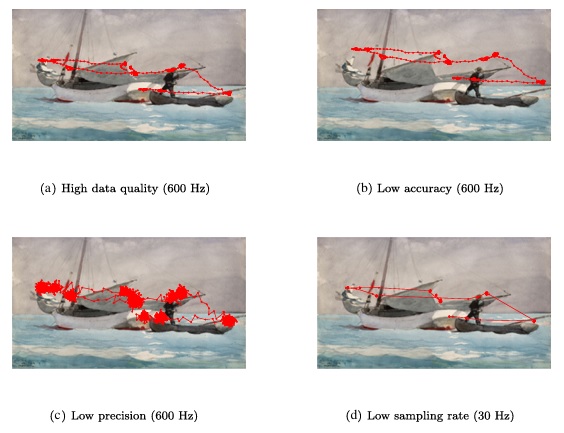 (a) High data quality (600 Hz)
(b) Low accuracy (600 Hz)
(c) Low precision (600 Hz)
(d) Low sampling rate (30 Hz)